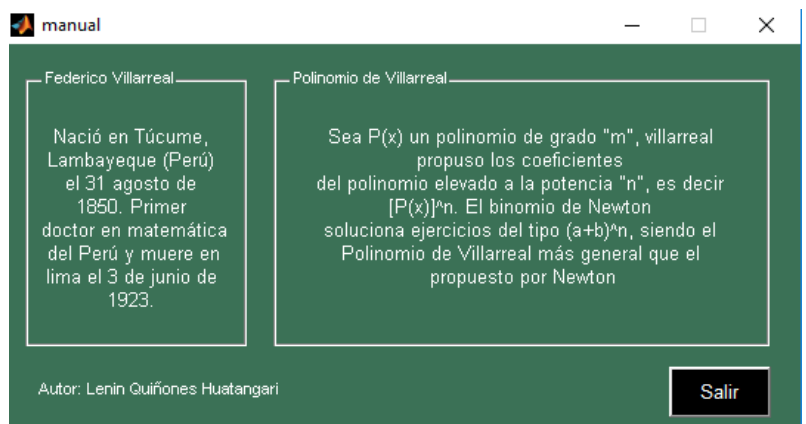 manual
Federico Villarreal
Nació en Túcume,
Lambayeque (Perú)
el 31 agosto de
1850. Primer
doctor en matemática
del Perú y muere en
lima el 3 de junio de
1923.
Polinomio de Villarreal
Sea P(x) un polinomio de grado "m", villarreal
propuso los coeficientes
del polinomio elevado a la potencia "n", es decir
[P(x)]^n. El binomio de Newton
soluciona ejercicios del tipo (a+b)^n, siendo el
Polinomio de Villarreal más general que el
propuesto por Newton
Autor: Lenin Quiñones Huatangari
Salir